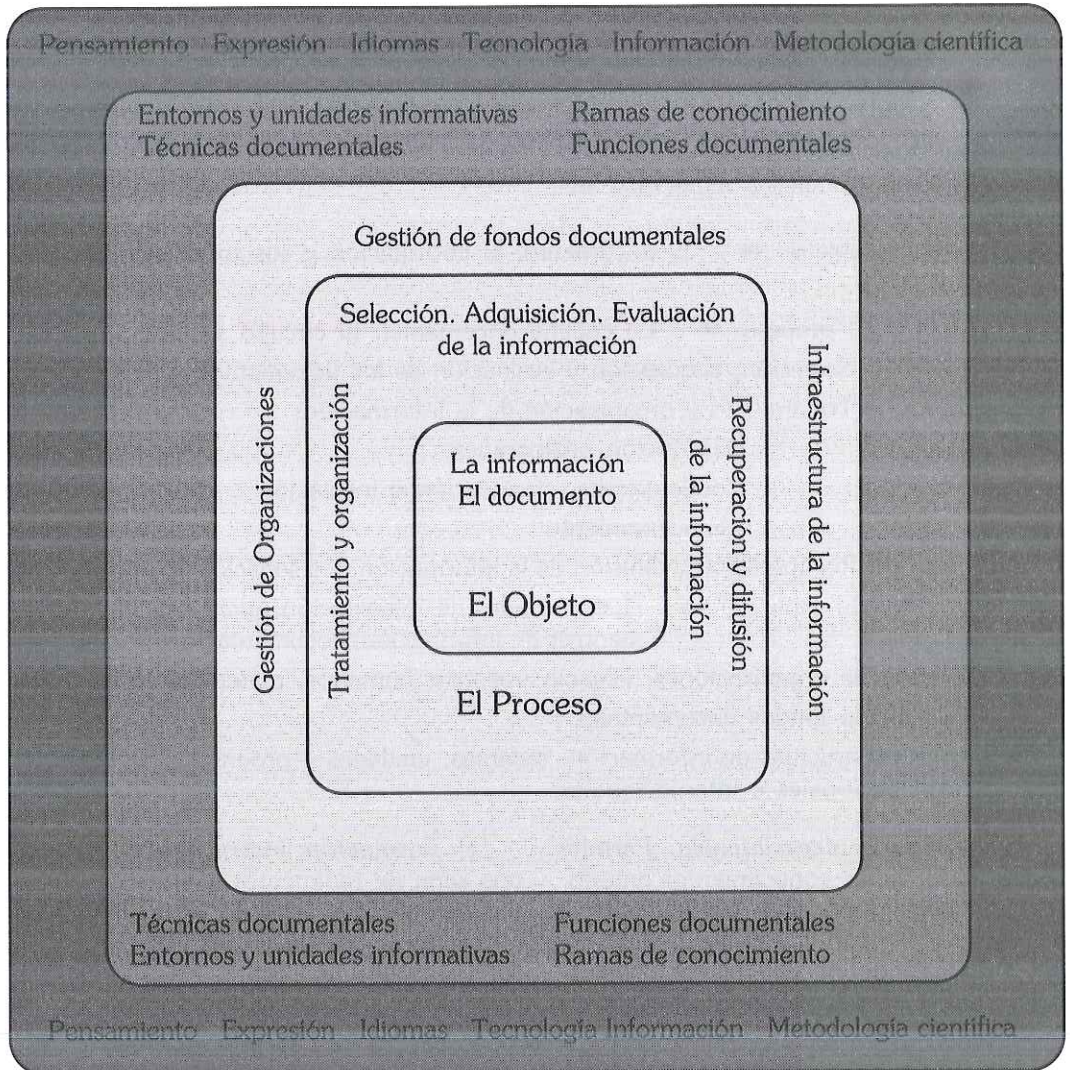 Pensamiento Expresión Idiomas Tecnología Información Metodología científica
Entornos y unidades informativas Ramas de conocimiento
Técnicas documentales Funciones documentales
Gestión de fondos documentales
Selección. Adquisición. Evaluación
de la información
Gestión de Organizaciones
Tratamiento y organización
La información
El documento
El Objeto
Recuperación y difusión
de la información
Infraestructura de la información
El Proceso
Técnicas documentales Funciones documentales
Entornos y unidades informativas Ramas de conocimiento
Pensamiento Expresión Idiomas Tecnología Información Metodología científica